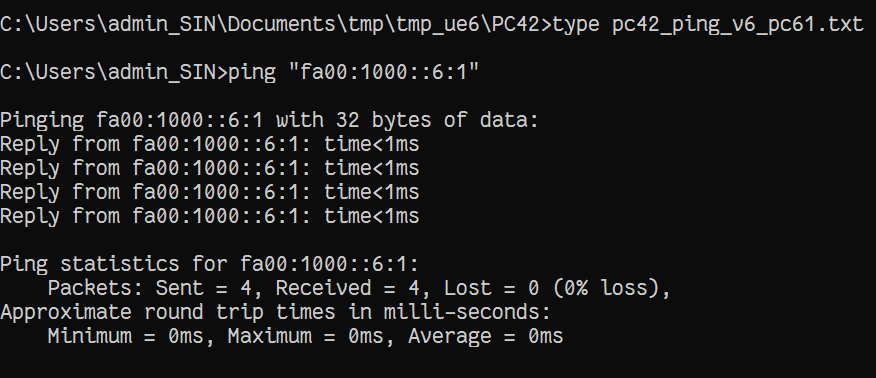 C:\Users\admin_SIN\Documents\tmp\tmp_ue6\PC42>type pc42_ping_v6_pc61.txt
C:\Users\admin_SIN>ping "fa00:1000::6:1"
Pinging fa00:1000::6:1 with 32 bytes of data:
Reply from fa00:1000::6:1: time<1ms
Reply from fa00:1000::6:1: time<1ms
Reply from fa00:1000::6:1: time<1ms
Reply from fa00:1000::6:1: time<1ms
Ping statistics for fa00:1000::6:1:
    Packets: Sent = 4, Received = 4, Lost = 0 (0% loss),
Approximate round trip times in milli-seconds:
    Minimum = 0ms, Maximum = 0ms, Average = 0ms